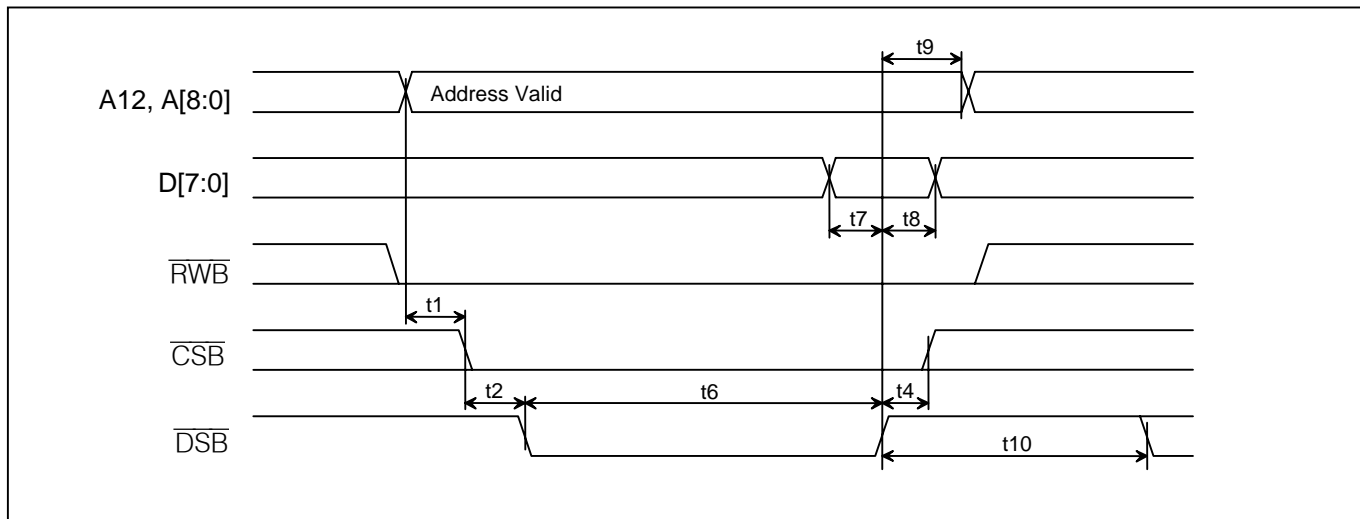 t9
A12, A[8:0]
Address Valid
D[7:0]
t7
t8
RWB
t1
CSB
t2
t6
t4
DSB
t10